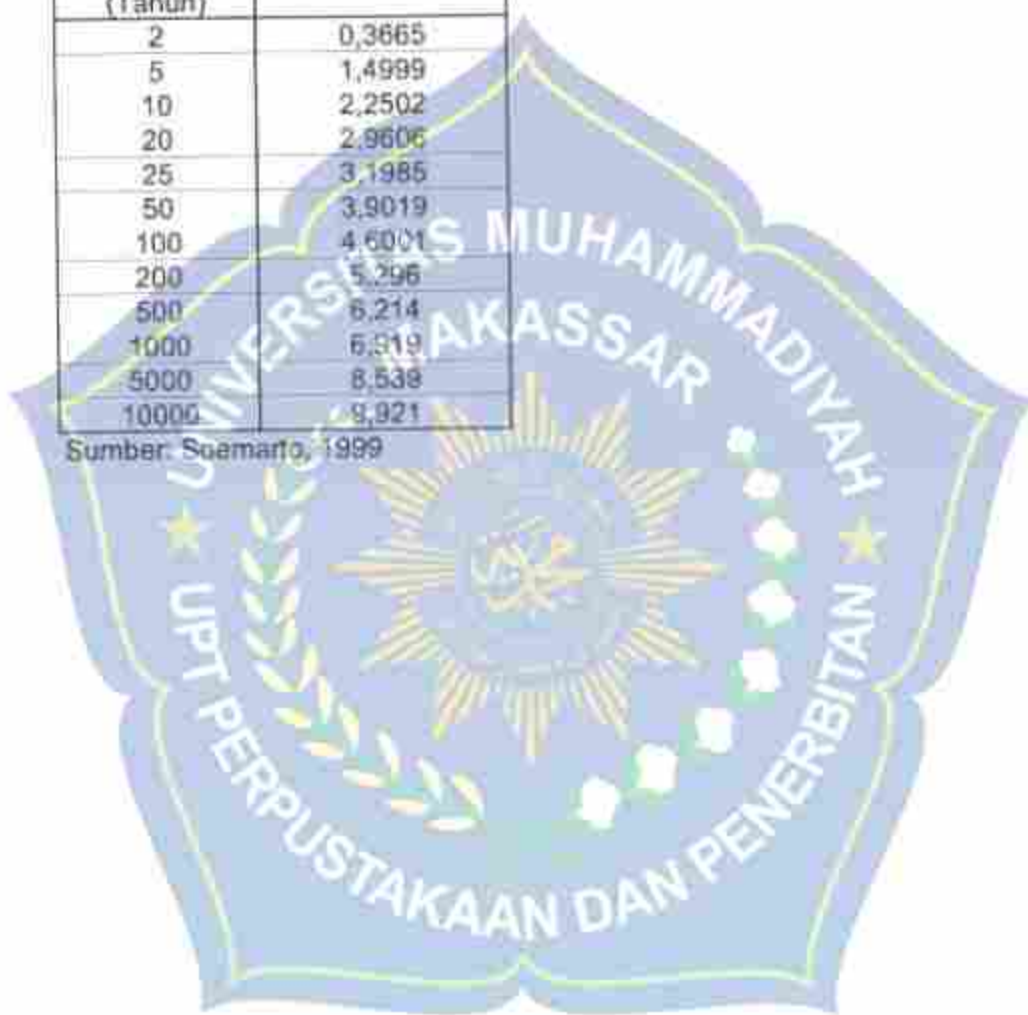 (Tahun)
2 0,3665
5 1,4999
10 2,2502
20 2,9606
25 3,1985
50 3,9019
100 4,6001
200 5,296
500 6,214
1000 6,919
5000 8,539
10000 9,921
Sumber: Soemarto, 1999
UNIVERSITAS MUHAMMADIYAH
MAKASSAR
UPT PERPUSTAKAAN DAN PENERBITAN